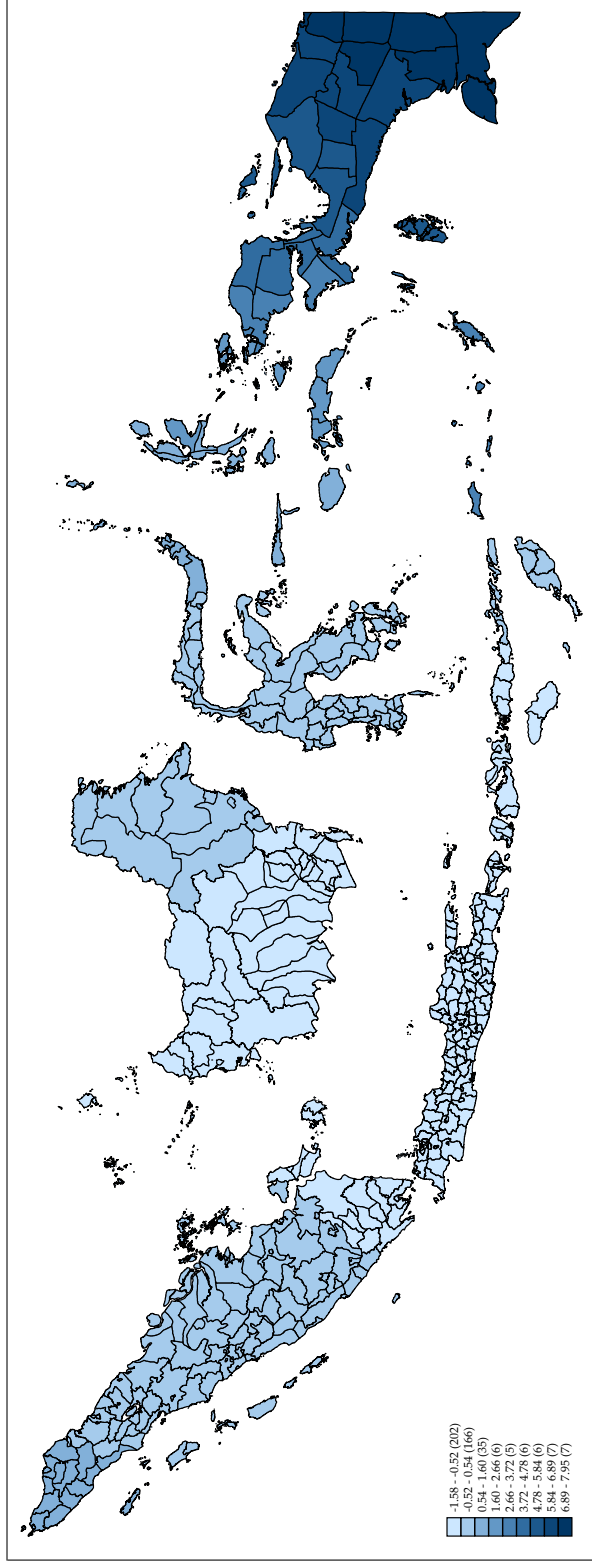 -1.58 - -0.52 (202)
-0.52 - 0.54 (166)
0.54 - 1.60 (35)
1.60 - 2.66 (6)
2.66 - 3.72 (5)
3.72 - 4.78 (6)
4.78 - 5.84 (6)
5.84 - 6.89 (7)
6.89 - 7.95 (7)